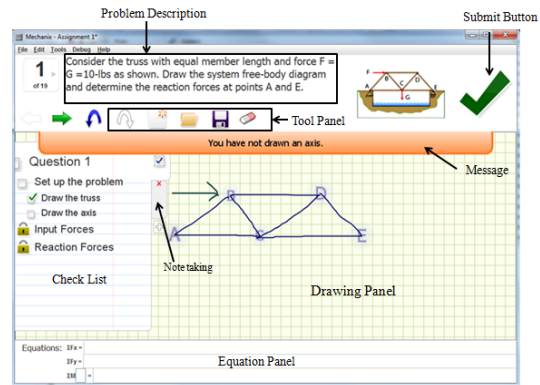 Problem Description
Submit Button
Mechanix - Assignment 1*
File Edit Tools Debug Help
1
of 19
Consider the truss with equal member length and force F =
G =10-lbs as shown. Draw the system free-body diagram
and determine the reaction forces at points A and E.
F
B
D
A
C
E
G
Tool Panel
You have not drawn an axis.
Message
Question 1
Set up the problem
x
Draw the truss
Draw the axis
Input Forces
Reaction Forces
B
D
A
C
E
Note taking
Check List
Drawing Panel
Equations: ΣFx=
ΣFy=
ΣM =
Equation Panel